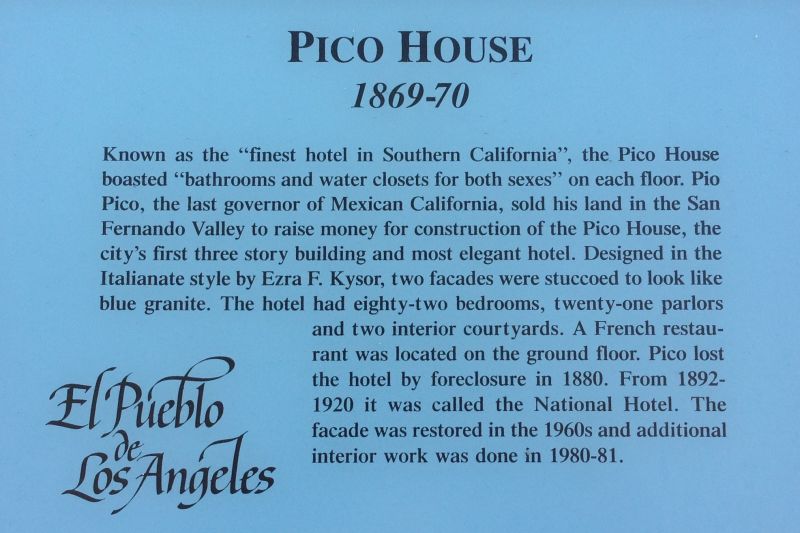 PICO HOUSE
1869-70
Known as the “finest hotel in Southern California”, the Pico House
boasted “bathrooms and water closets for both sexes” on each floor. Pio
Pico, the last governor of Mexican California, sold his land in the San
Fernando Valley to raise money for construction of the Pico House, the
city’s first three story building and most elegant hotel. Designed in the
Italianate style by Ezra F. Kysor, two facades were stuccoed to look like
blue granite. The hotel had eighty-two bedrooms, twenty-one parlors
and two interior courtyards. A French restau-
rant was located on the ground floor. Pico lost
the hotel by foreclosure in 1880. From 1892-
1920 it was called the National Hotel. The
facade was restored in the 1960s and additional
interior work was done in 1980-81.
El Pueblo
de
Los Angeles